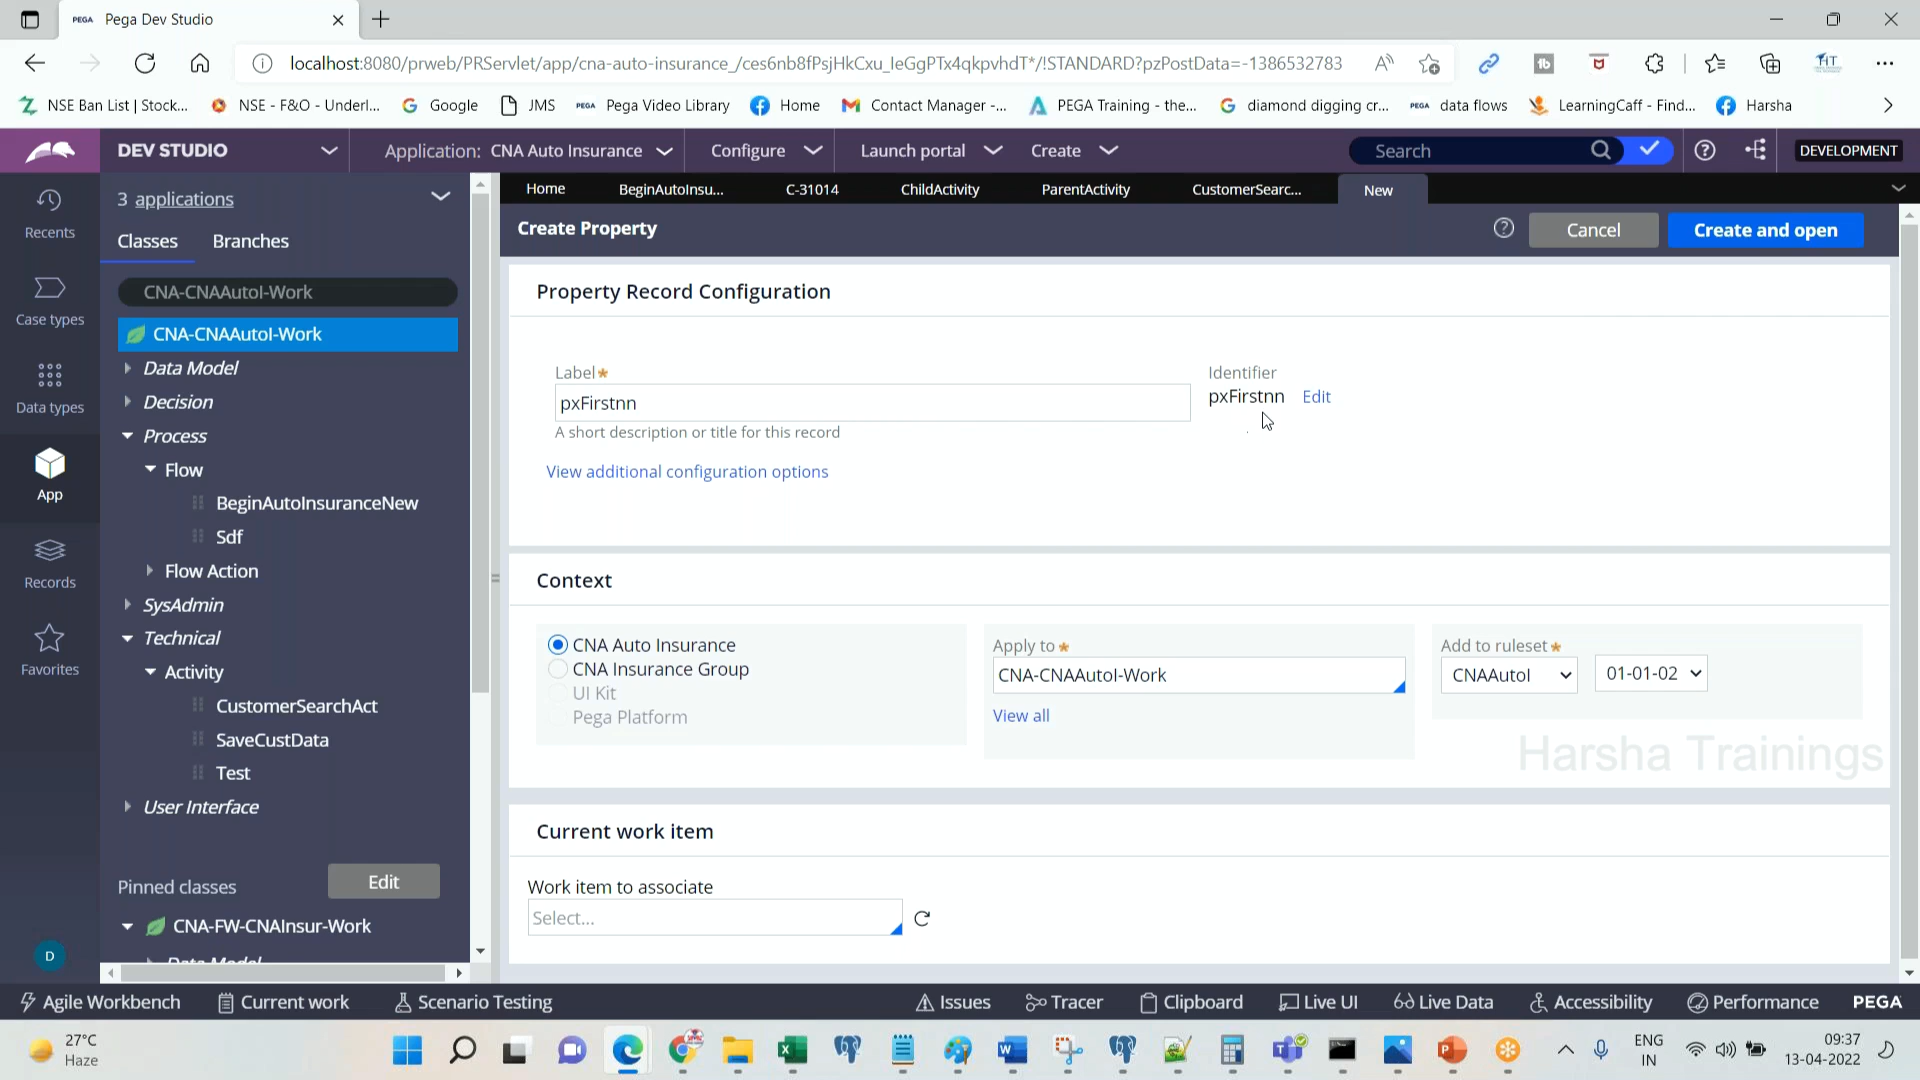 PEGA Pega Dev Studio
localhost:8080/prweb/PRServlet/app/cna-auto-insurance_/ces6nb8fPsjHkCxu_IeGgPTx4qkpvhdT*/!STANDARD?pzPostData=-1386532783
NSE Ban List | Stock... NSE - F&O - Underl... Google JMS PEGA Pega Video Library Home Contact Manager -... PEGA Training - the... diamond digging cr... PEGA data flows LearningCaff - Find... Harsha
DEV STUDIO Application: CNA Auto Insurance Configure Launch portal Create Search DEVELOPMENT
Home BeginAutoInsu... C-31014 ChildActivity ParentActivity CustomerSearc... New
Recents
Case types
Data types
App
Records
Favorites
D
3 applications
Classes Branches
CNA-CNAAutoI-Work
CNA-CNAAutoI-Work
Data Model
Decision
Process
Flow
BeginAutoInsuranceNew
Sdf
Flow Action
SysAdmin
Technical
Activity
CustomerSearchAct
SaveCustData
Test
User Interface
Pinned classes Edit
CNA-FW-CNAInsur-Work
Data Model
Create Property Cancel Create and open
Property Record Configuration
Label* Identifier
pxFirstnn pxFirstnn Edit
A short description or title for this record
View additional configuration options
Context
CNA Auto Insurance
CNA Insurance Group
UI Kit
Pega Platform
Apply to*
CNA-CNAAutoI-Work
View all
Add to ruleset*
CNAAutoI 01-01-02
Harsha Trainings
Current work item
Work item to associate
Select...
Agile Workbench Current work Scenario Testing Issues Tracer Clipboard Live UI Live Data Accessibility Performance PEGA
27°C
Haze
ENG
IN
09:37
13-04-2022